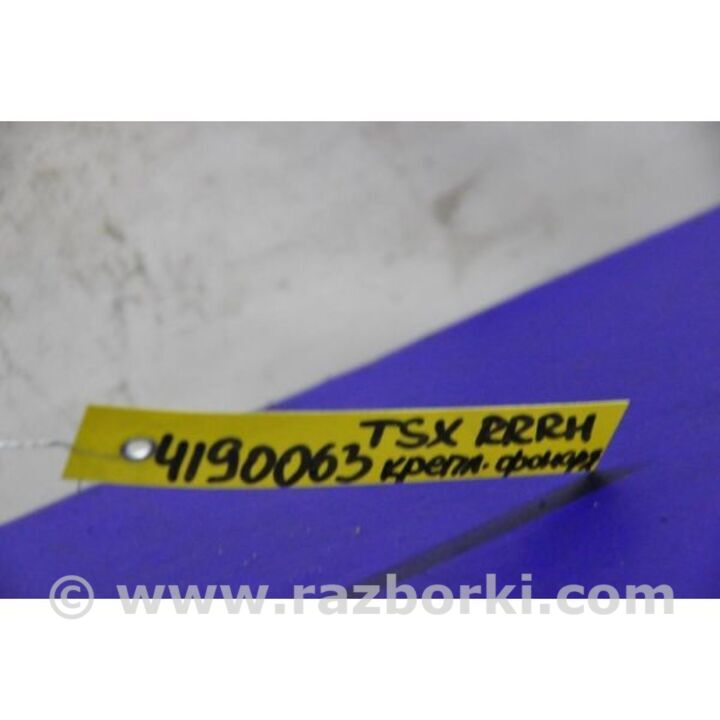 4190063 TSX RRRH
крепл. фонаря
© www.razborki.com